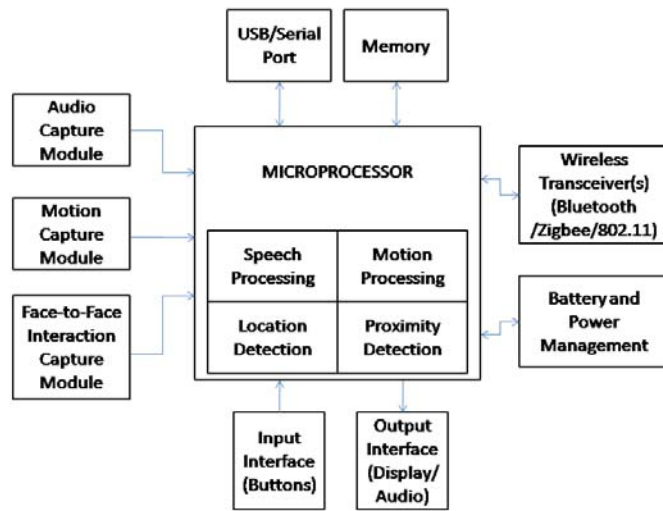 USB/Serial
Port
Memory
Audio
Capture
Module
Motion
Capture
Module
Face-to-Face
Interaction
Capture
Module
MICROPROCESSOR
Speech
Processing
Motion
Processing
Location
Detection
Proximity
Detection
Wireless
Transceiver(s)
(Bluetooth
/Zigbee/802.11)
Battery and
Power
Management
Input
Interface
(Buttons)
Output
Interface
(Display/
Audio)